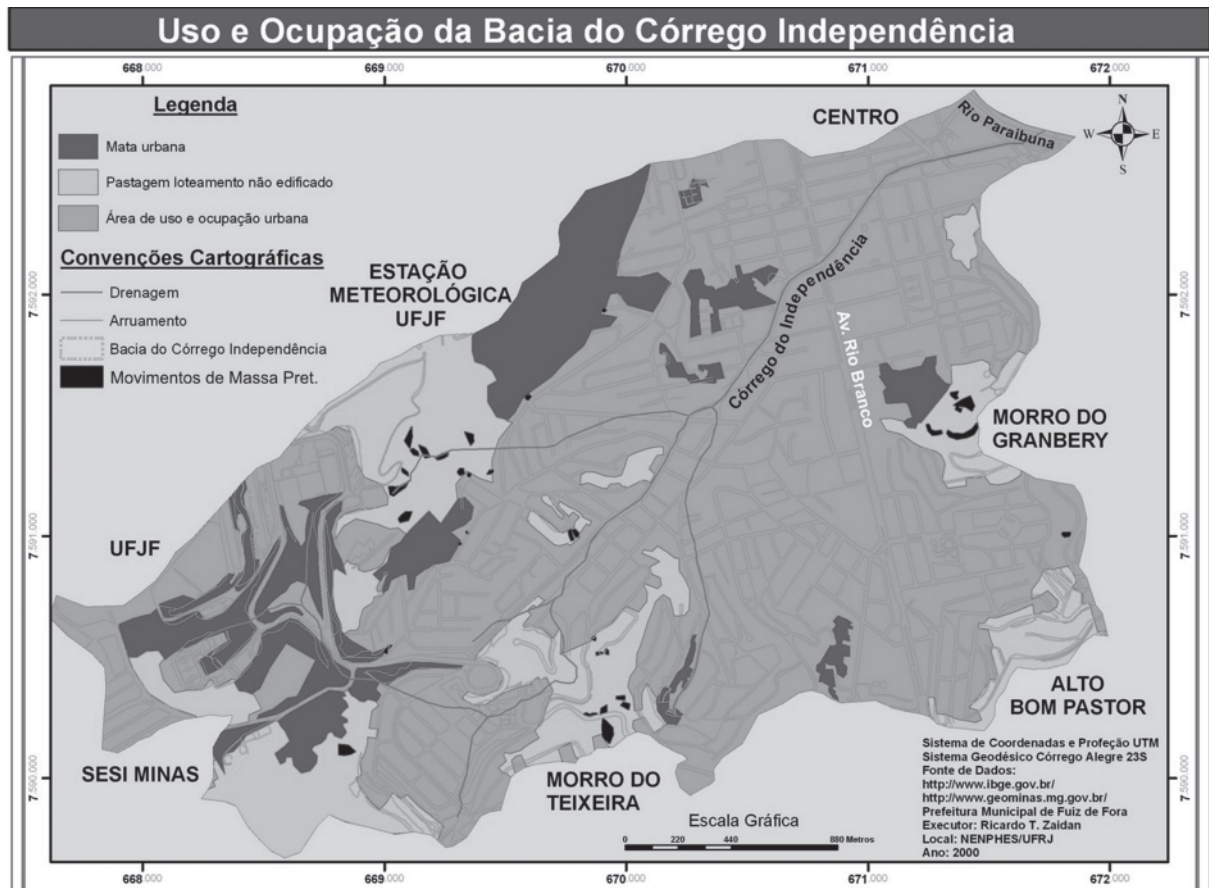 Uso e Ocupação da Bacia do Córrego Independência
668.000 669.000 670.000 671.000 672.000
Legenda
Mata urbana
Pastagem loteamento não edificado
Área de uso e ocupação urbana
Convenções Cartográficas
Drenagem
Arruamento
Bacia do Córrego Independência
Movimentos de Massa Pret.
CENTRO
Rio Paraibuna
N
W E
S
ESTAÇÃO
METEOROLÓGICA
UFJF
7.592.000 7.592.000
Córrego do Independência
Av. Rio Branco
MORRO DO
GRANBERY
UFJF
7.591.000 7.591.000
ALTO
BOM PASTOR
SESI MINAS
MORRO DO
TEIXEIRA
7.590.000 7.590.000
Escala Gráfica
0 220 440 880 Metros
Sistema de Coordenadas e Profeção UTM
Sistema Geodésico Córrego Alegre 23S
Fonte de Dados:
http://www.ibge.gov.br/
http://www.geominas.mg.gov.br/
Prefeitura Municipal de Fuiz de Fora
Executor: Ricardo T. Zaidan
Local: NENPHES/UFRJ
Ano: 2000
668.000 669.000 670.000 671.000 672.000